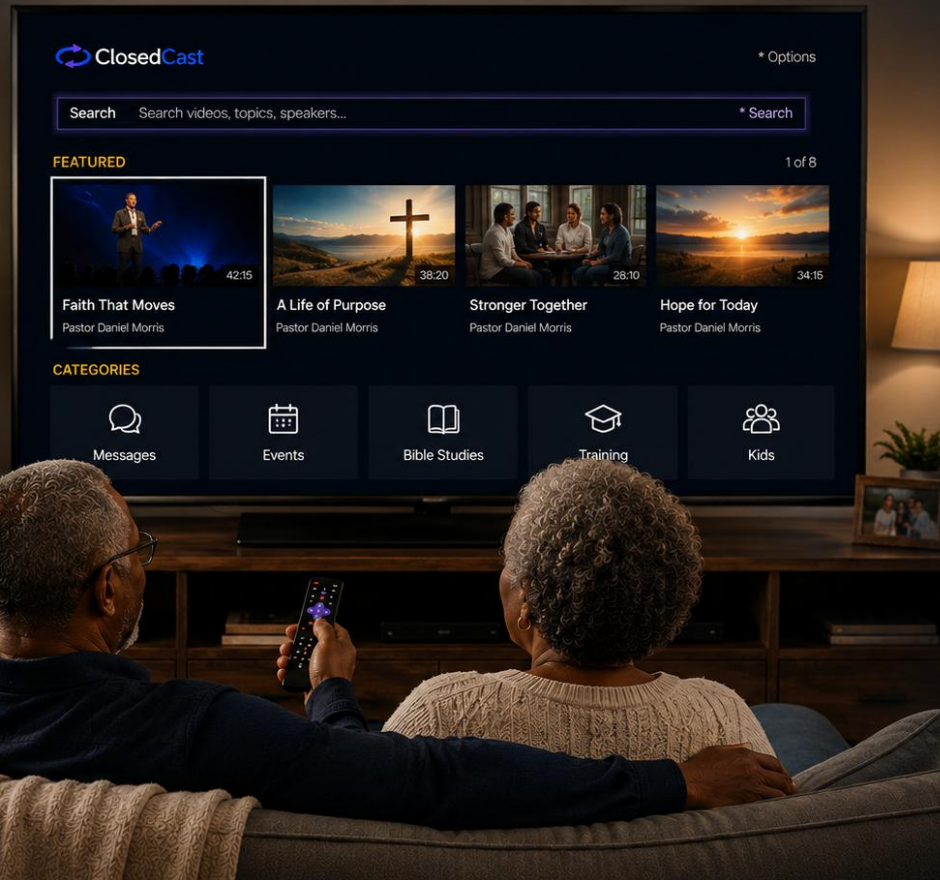 ClosedCast
* Options
Search Search videos, topics, speakers... * Search
FEATURED
1 of 8
42:15
38:20
28:10
34:15
Faith That Moves
Pastor Daniel Morris
A Life of Purpose
Pastor Daniel Morris
Stronger Together
Pastor Daniel Morris
Hope for Today
Pastor Daniel Morris
CATEGORIES
Messages
Events
Bible Studies
Training
Kids